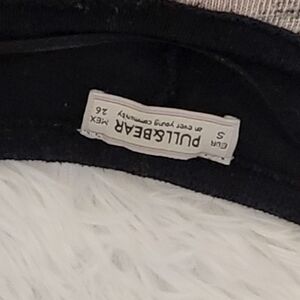 PULL&BEAR
an ever young community
EUR S
MEX 26